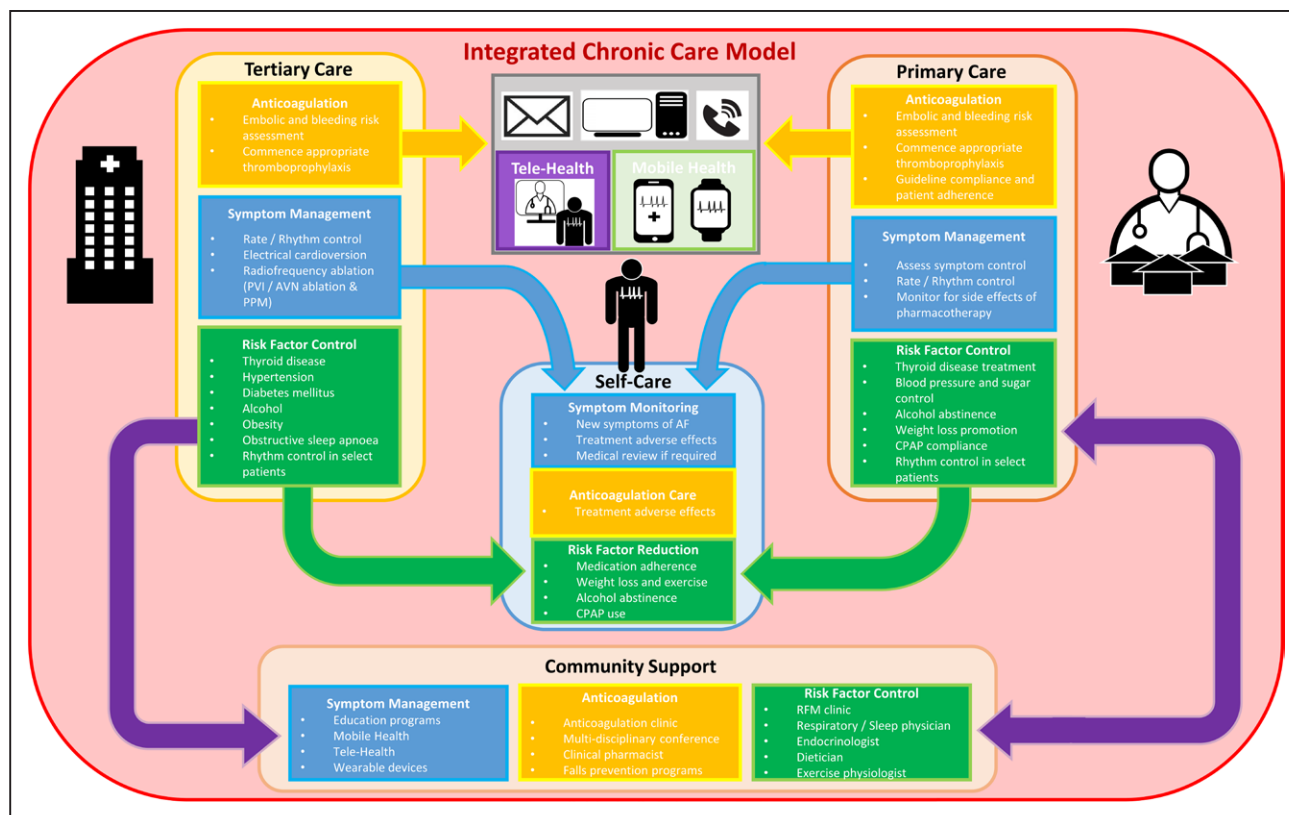 Integrated Chronic Care Model
Tertiary Care
Anticoagulation
• Embolic and bleeding risk
assessment
• Commence appropriate
thromboprophylaxis
Symptom Management
• Rate / Rhythm control
• Electrical cardioversion
• Radiofrequency ablation
(PVI / AVN ablation &
PPM)
Risk Factor Control
• Thyroid disease
• Hypertension
• Diabetes mellitus
• Alcohol
• Obesity
• Obstructive sleep apnoea
• Rhythm control in select
patients
Tele-Health
Mobile Health
Primary Care
Anticoagulation
• Embolic and bleeding risk
assessment
• Commence appropriate
thromboprophylaxis
• Guideline compliance and
patient adherence
Symptom Management
• Assess symptom control
• Rate / Rhythm control
• Monitor for side effects of
pharmacotherapy
Risk Factor Control
• Thyroid disease treatment
• Blood pressure and sugar
control
• Alcohol abstinence
• Weight loss promotion
• CPAP compliance
• Rhythm control in select
patients
Self-Care
Symptom Monitoring
• New symptoms of AF
• Treatment adverse effects
• Medical review if required
Anticoagulation Care
• Treatment adverse effects
Risk Factor Reduction
• Medication adherence
• Weight loss and exercise
• Alcohol abstinence
• CPAP use
Community Support
Symptom Management
• Education programs
• Mobile Health
• Tele-Health
• Wearable devices
Anticoagulation
• Anticoagulation clinic
• Multi-disciplinary conference
• Clinical pharmacist
• Falls prevention programs
Risk Factor Control
• RFM clinic
• Respiratory / Sleep physician
• Endocrinologist
• Dietician
• Exercise physiologist